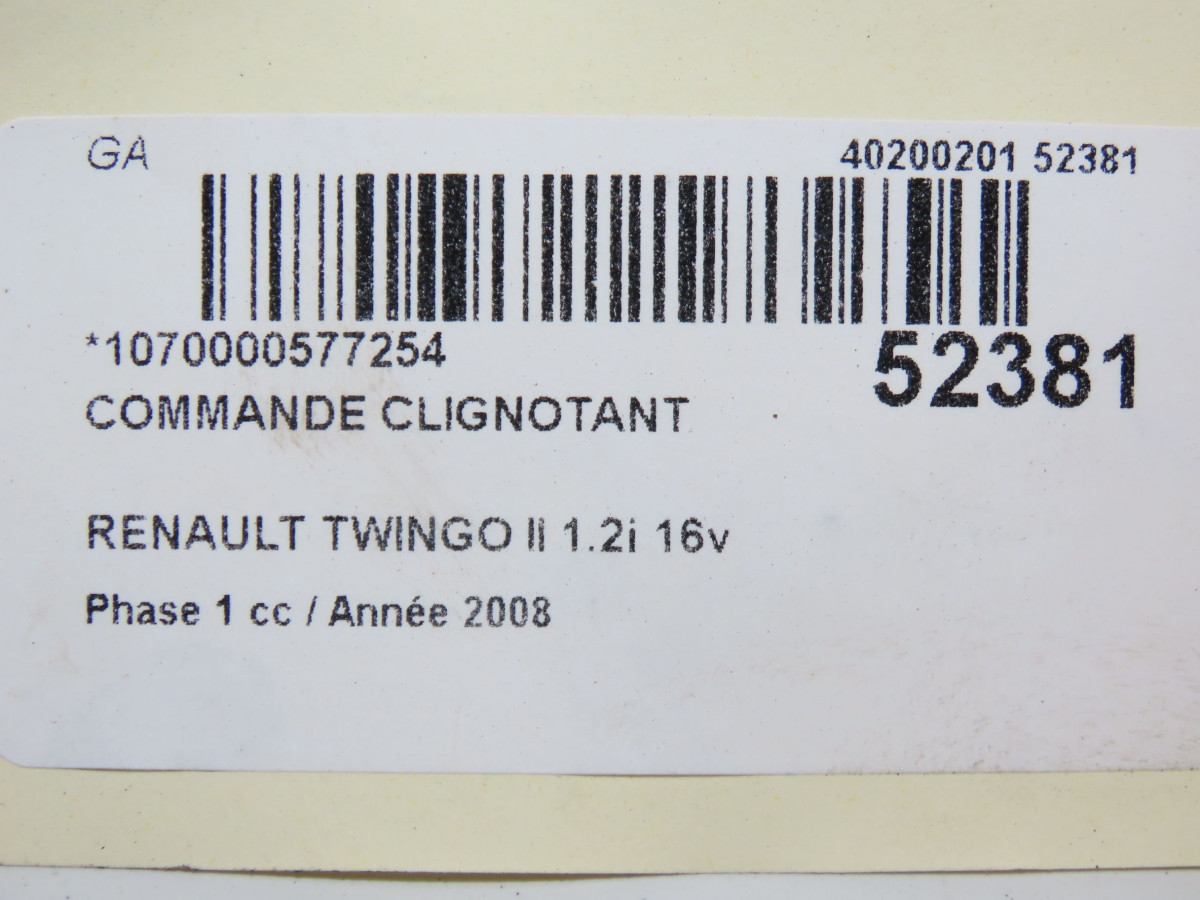 GA
40200201 52381
*1070000577254
52381
COMMANDE CLIGNOTANT
RENAULT TWINGO II 1.2i 16v
Phase 1 cc / Année 2008